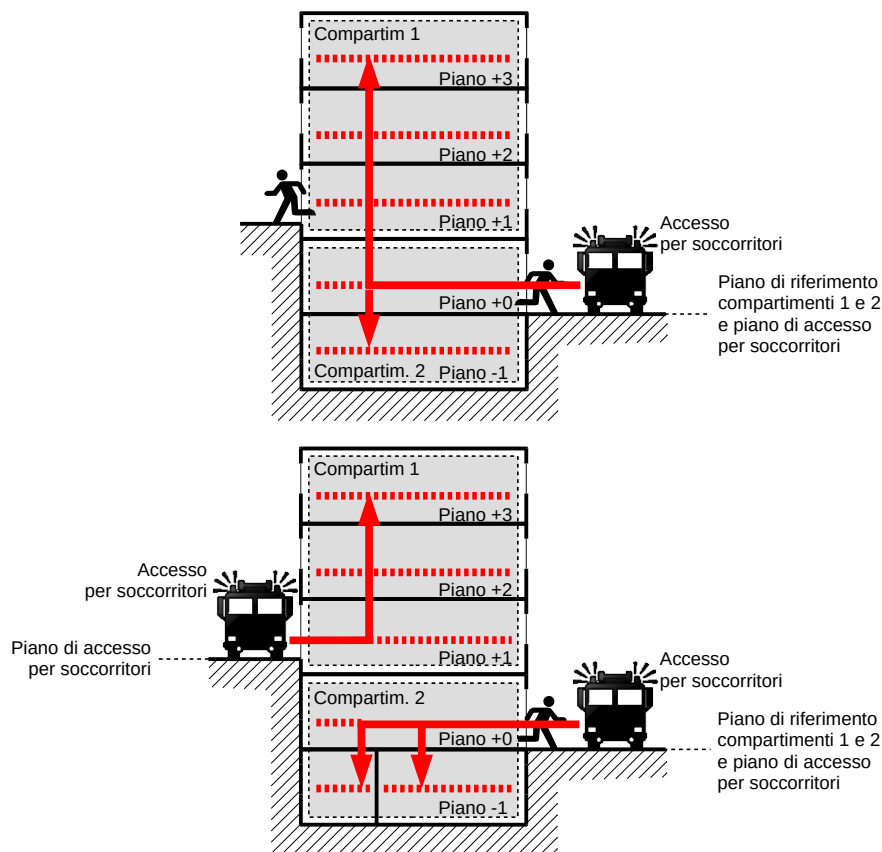 Compartim 1
Piano +3
Piano +2
Piano +1
Accesso
per soccorritori
Piano +0
Piano di riferimento
compartimenti 1 e 2
e piano di accesso
per soccorritori
Compartim. 2
Piano -1
Compartim 1
Piano +3
Accesso
per soccorritori
Piano +2
Piano di accesso
per soccorritori
Piano +1
Accesso
per soccorritori
Compartim. 2
Piano +0
Piano di riferimento
compartimenti 1 e 2
e piano di accesso
per soccorritori
Piano -1